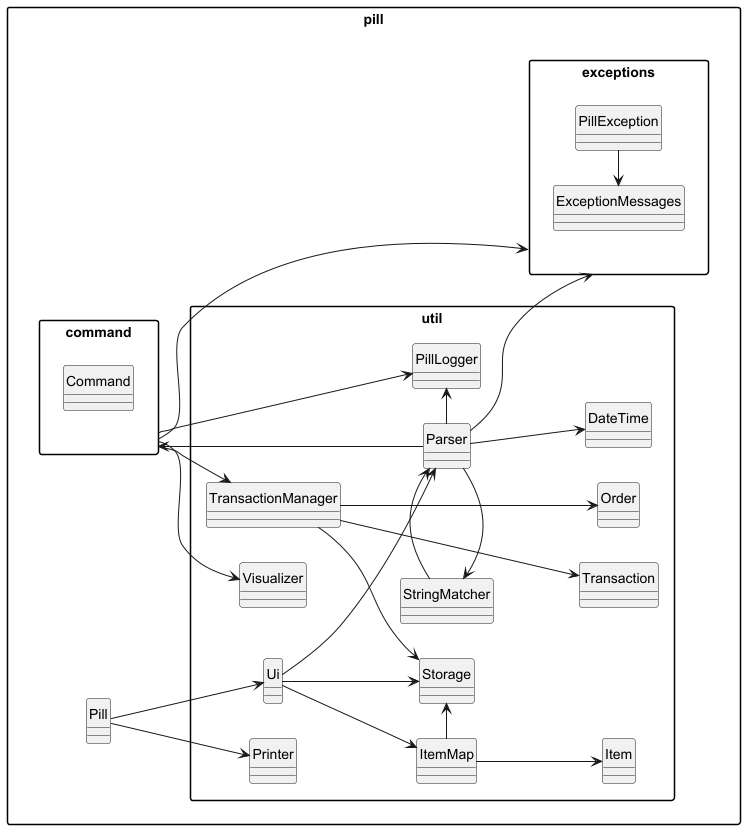 pill
exceptions
PillException
ExceptionMessages
command
Command
util
PillLogger
DateTime
Parser
TransactionManager
Order
Visualizer
StringMatcher
Transaction
Ui
Storage
Pill
Printer
ItemMap
Item